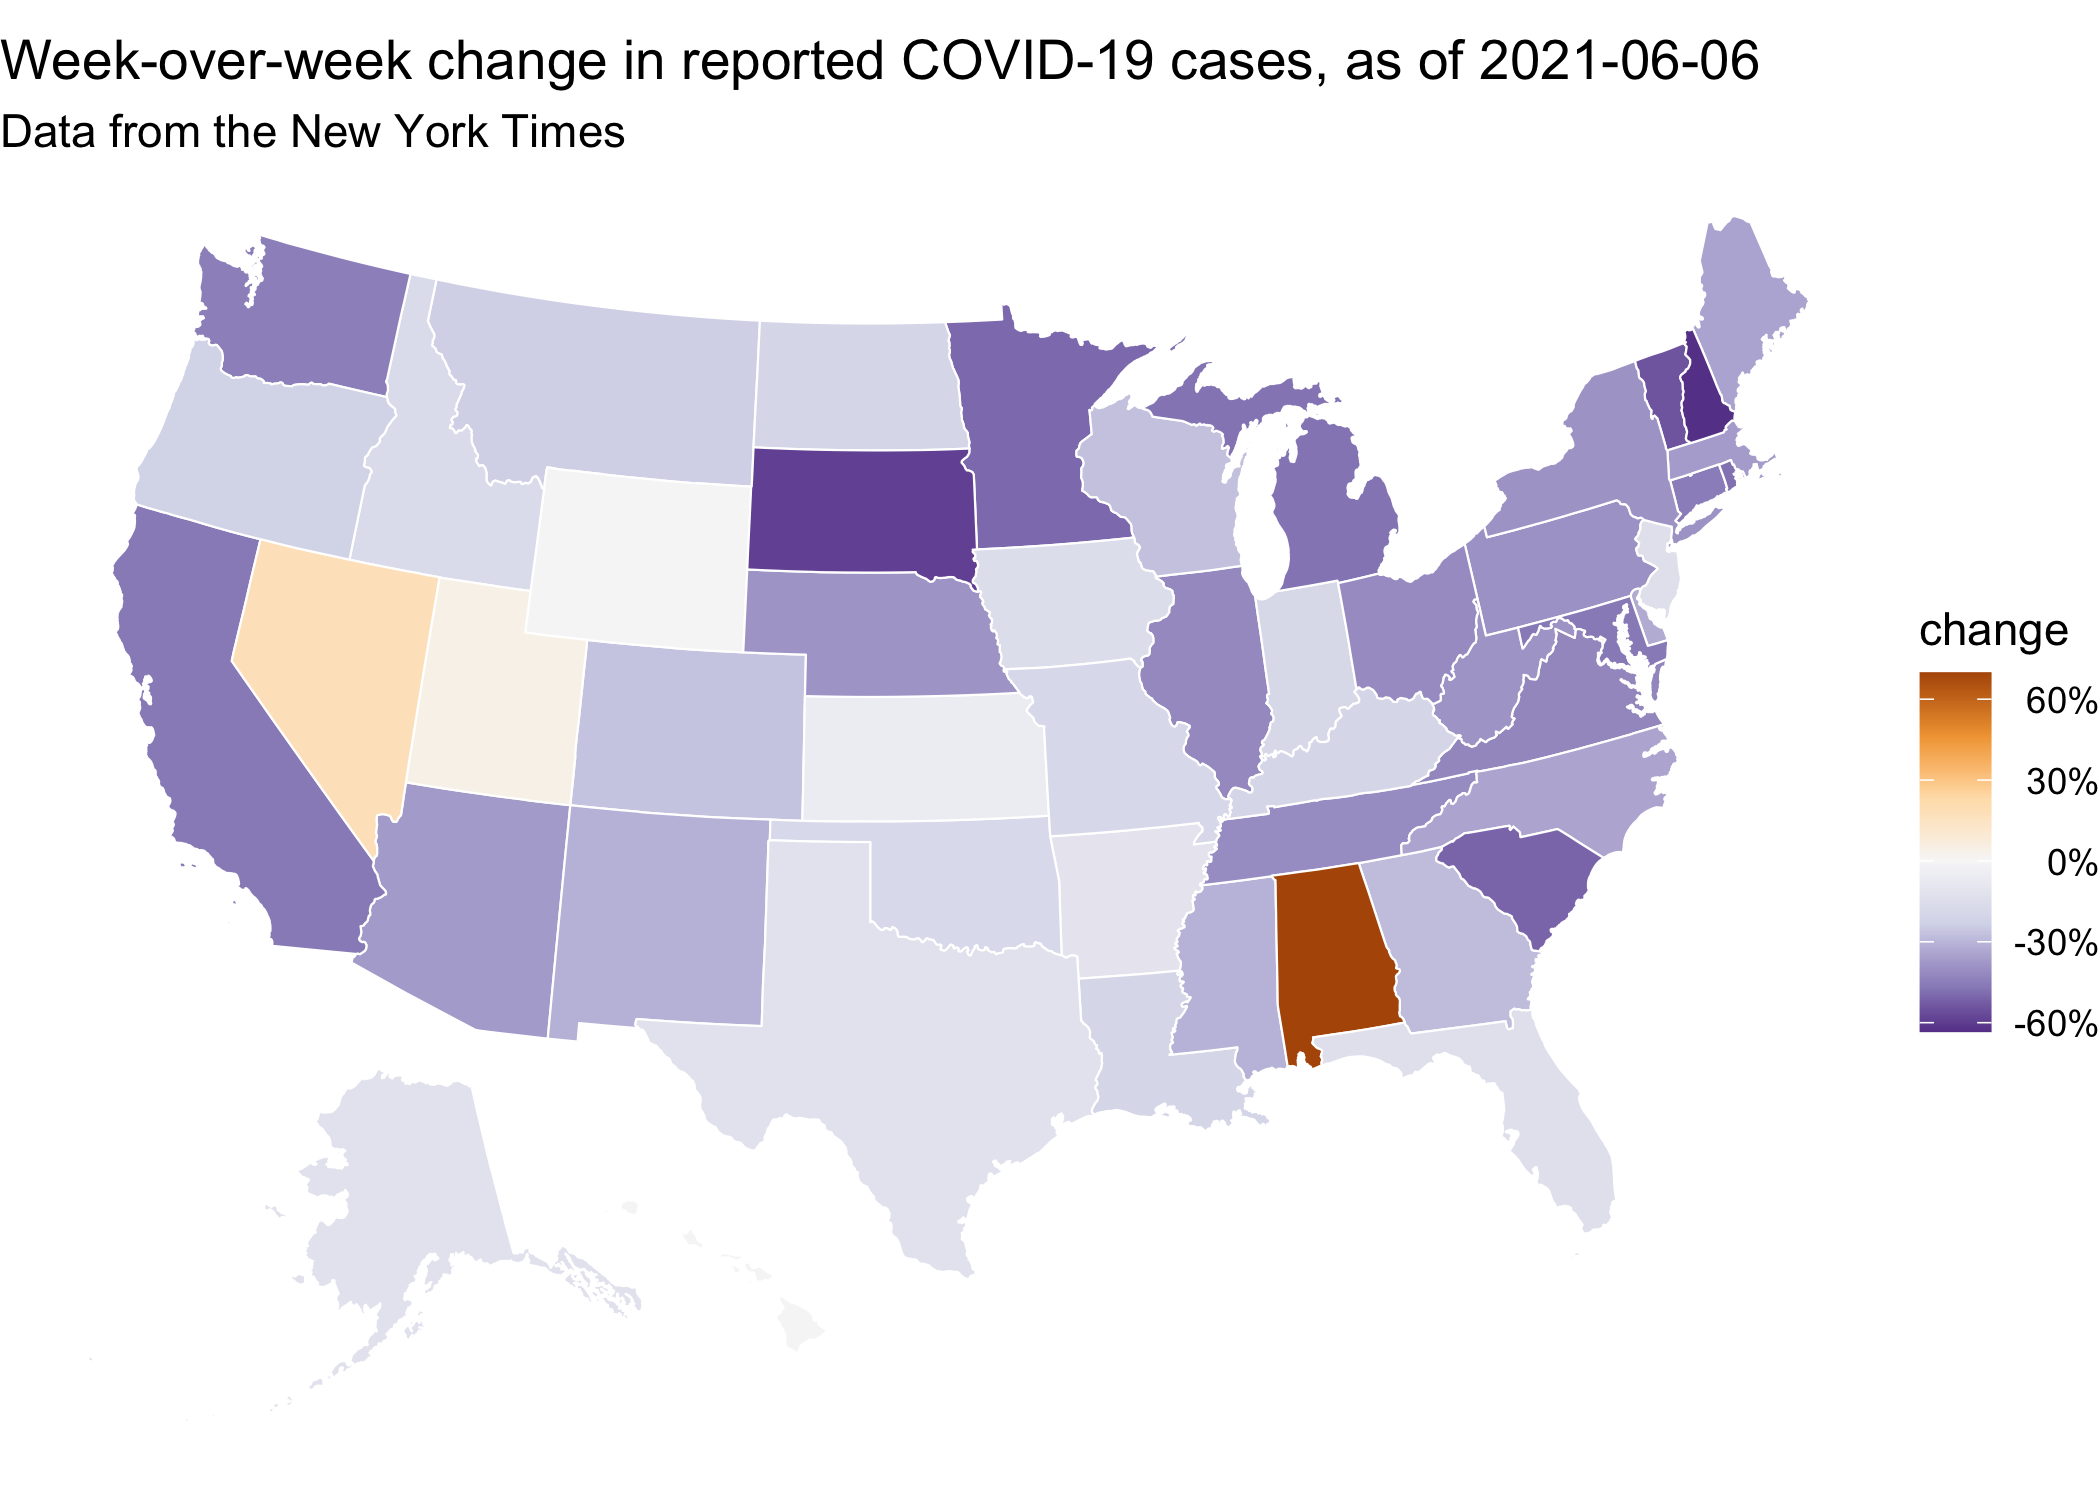 Week-over-week change in reported COVID-19 cases, as of 2021-06-06
Data from the New York Times
change
60%
30%
0%
-30%
-60%